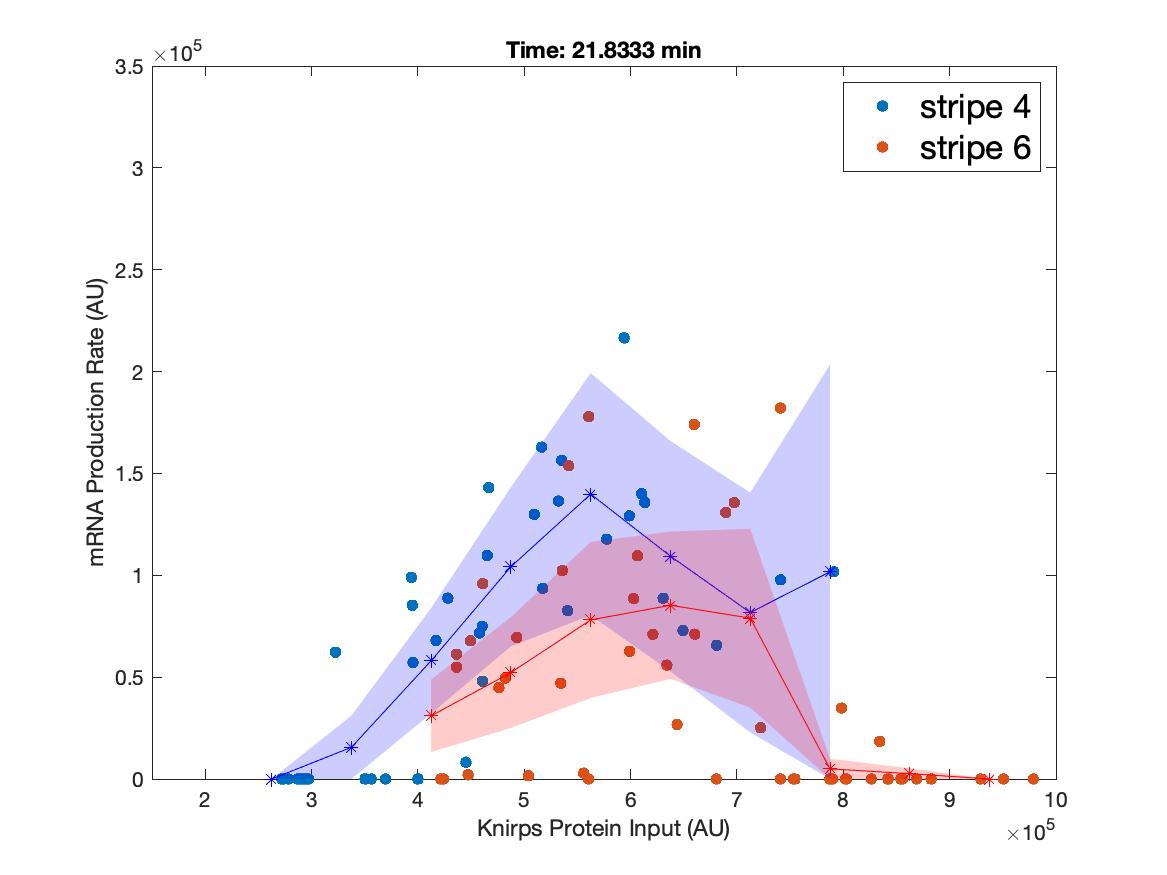 Time: 21.8333 min
×10⁵
3.5
3
2.5
2
1.5
1
0.5
0
mRNA Production Rate (AU)
stripe 4
stripe 6
2 3 4 5 6 7 8 9 10
Knirps Protein Input (AU)
×10⁵